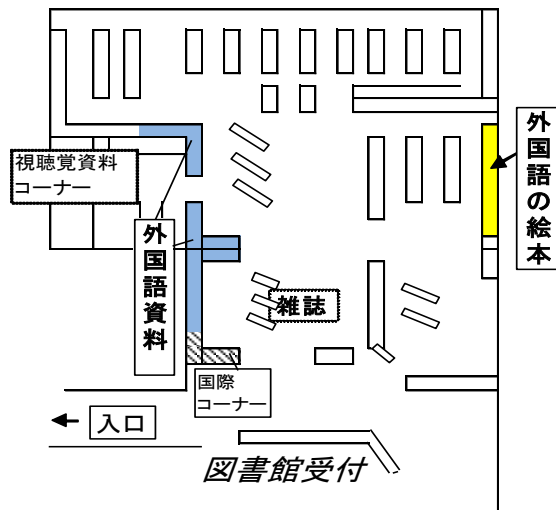 視聴覚資料
コーナー
外国語資料
外国語の絵本
雑誌
国際
コーナー
入口
図書館受付